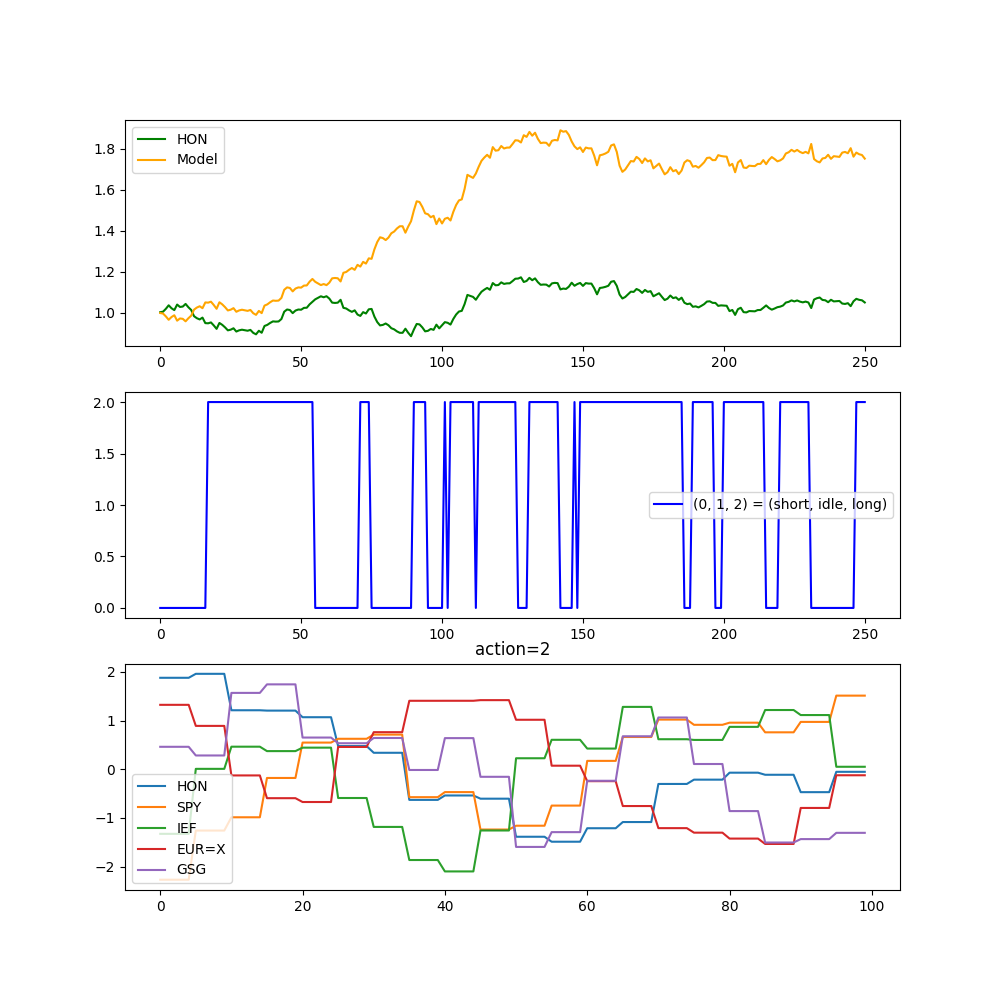 HON
Model
1.8
1.6
1.4
1.2
1.0
0 50 100 150 200 250
2.0
1.5
1.0
0.5
0.0
(0, 1, 2) = (short, idle, long)
0 50 100 150 200 250
action=2
2
1
0
−1
−2
HON
SPY
IEF
EUR=X
GSG
0 20 40 60 80 100